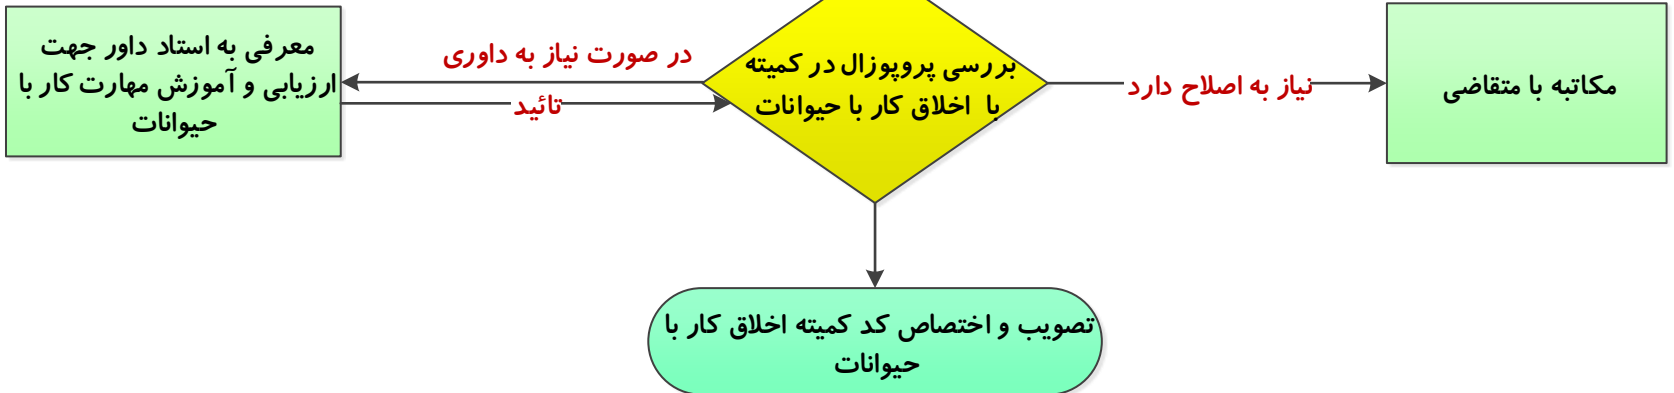 مکاتبه با متقاضی
نیاز به اصلاح دارد
بررسی پروپوزال در کمیته
با اخلاق کار با حیوانات
در صورت نیاز به داوری
تائید
معرفی به استاد داور جهت
ارزیابی و آموزش مهارت کار با
حیوانات
تصویب و اختصاص کد کمیته اخلاق کار با
حیوانات